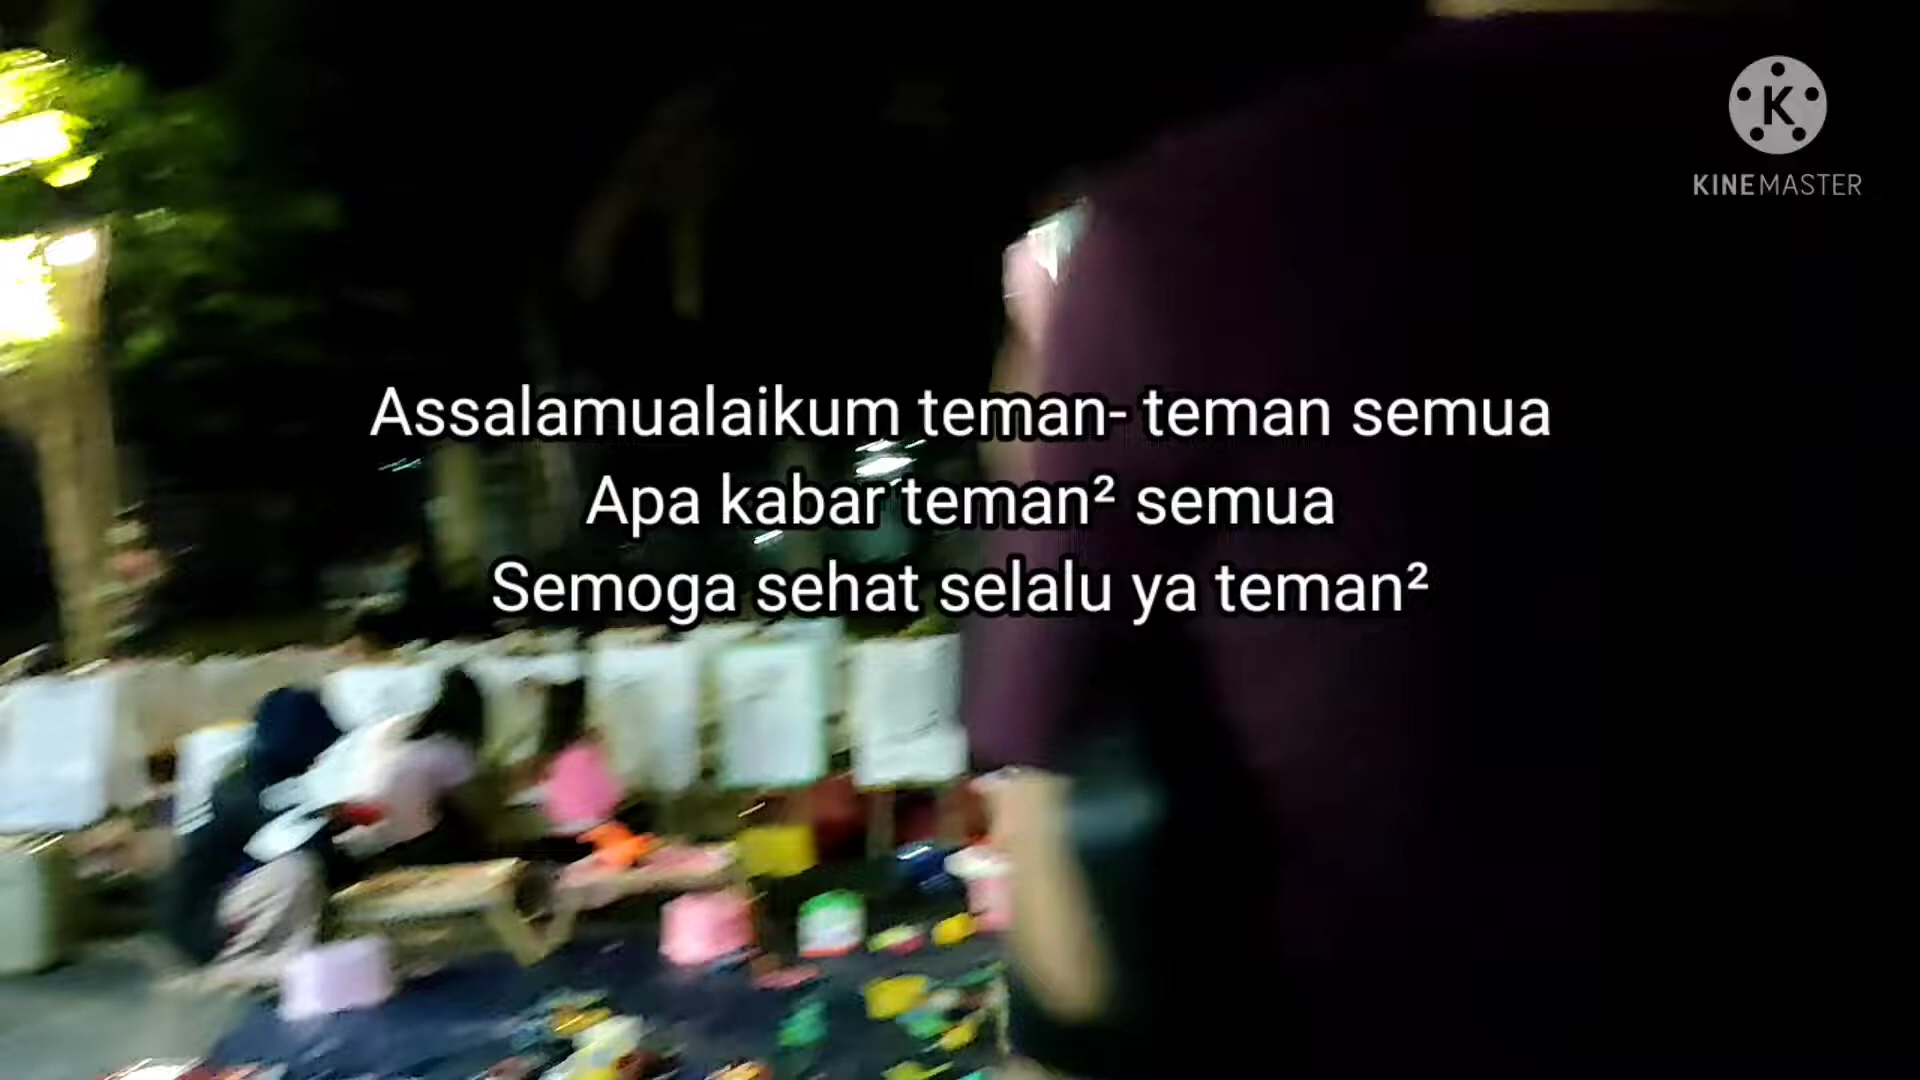 KINEMASTER
Assalamualaikum teman- teman semua
Apa kabar teman² semua
Semoga sehat selalu ya teman²